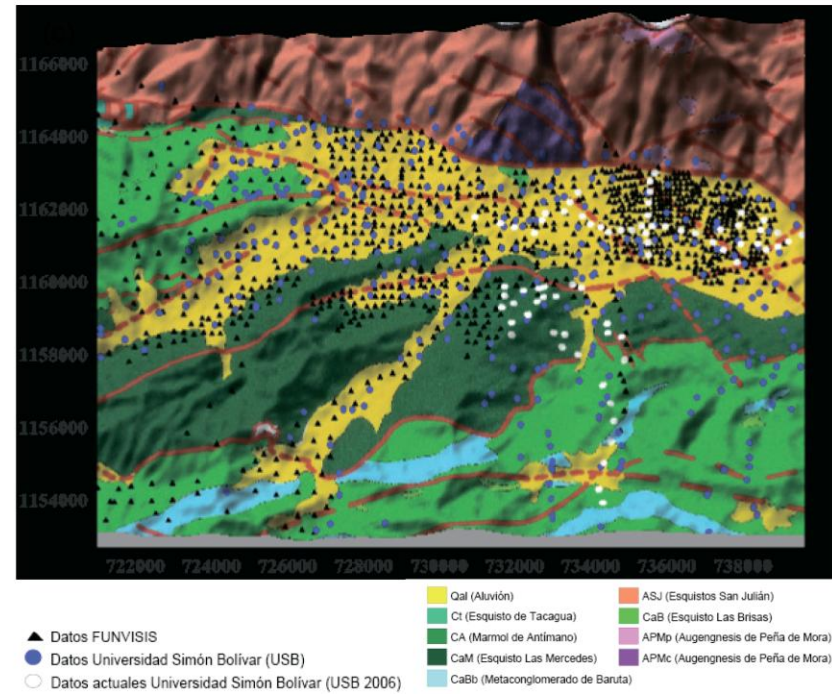 1166000
1164000
1162000
1160000
1158000
1156000
1154000
722000 724000 726000 728000 730000 732000 734000 736000 738000
Datos FUNVISIS
Datos Universidad Simón Bolívar (USB)
Datos actuales Universidad Simón Bolívar (USB 2006)
Qal (Aluvión)
Ct (Esquisto de Tacagua)
CA (Marmol de Antímano)
CaM (Esquisto Las Mercedes)
CaBb (Metaconglomerado de Baruta)
ASJ (Esquistos San Julián)
CaB (Esquisto Las Brisas)
APMp (Augengnesis de Peña de Mora)
APMc (Augengnesis de Peña de Mora)